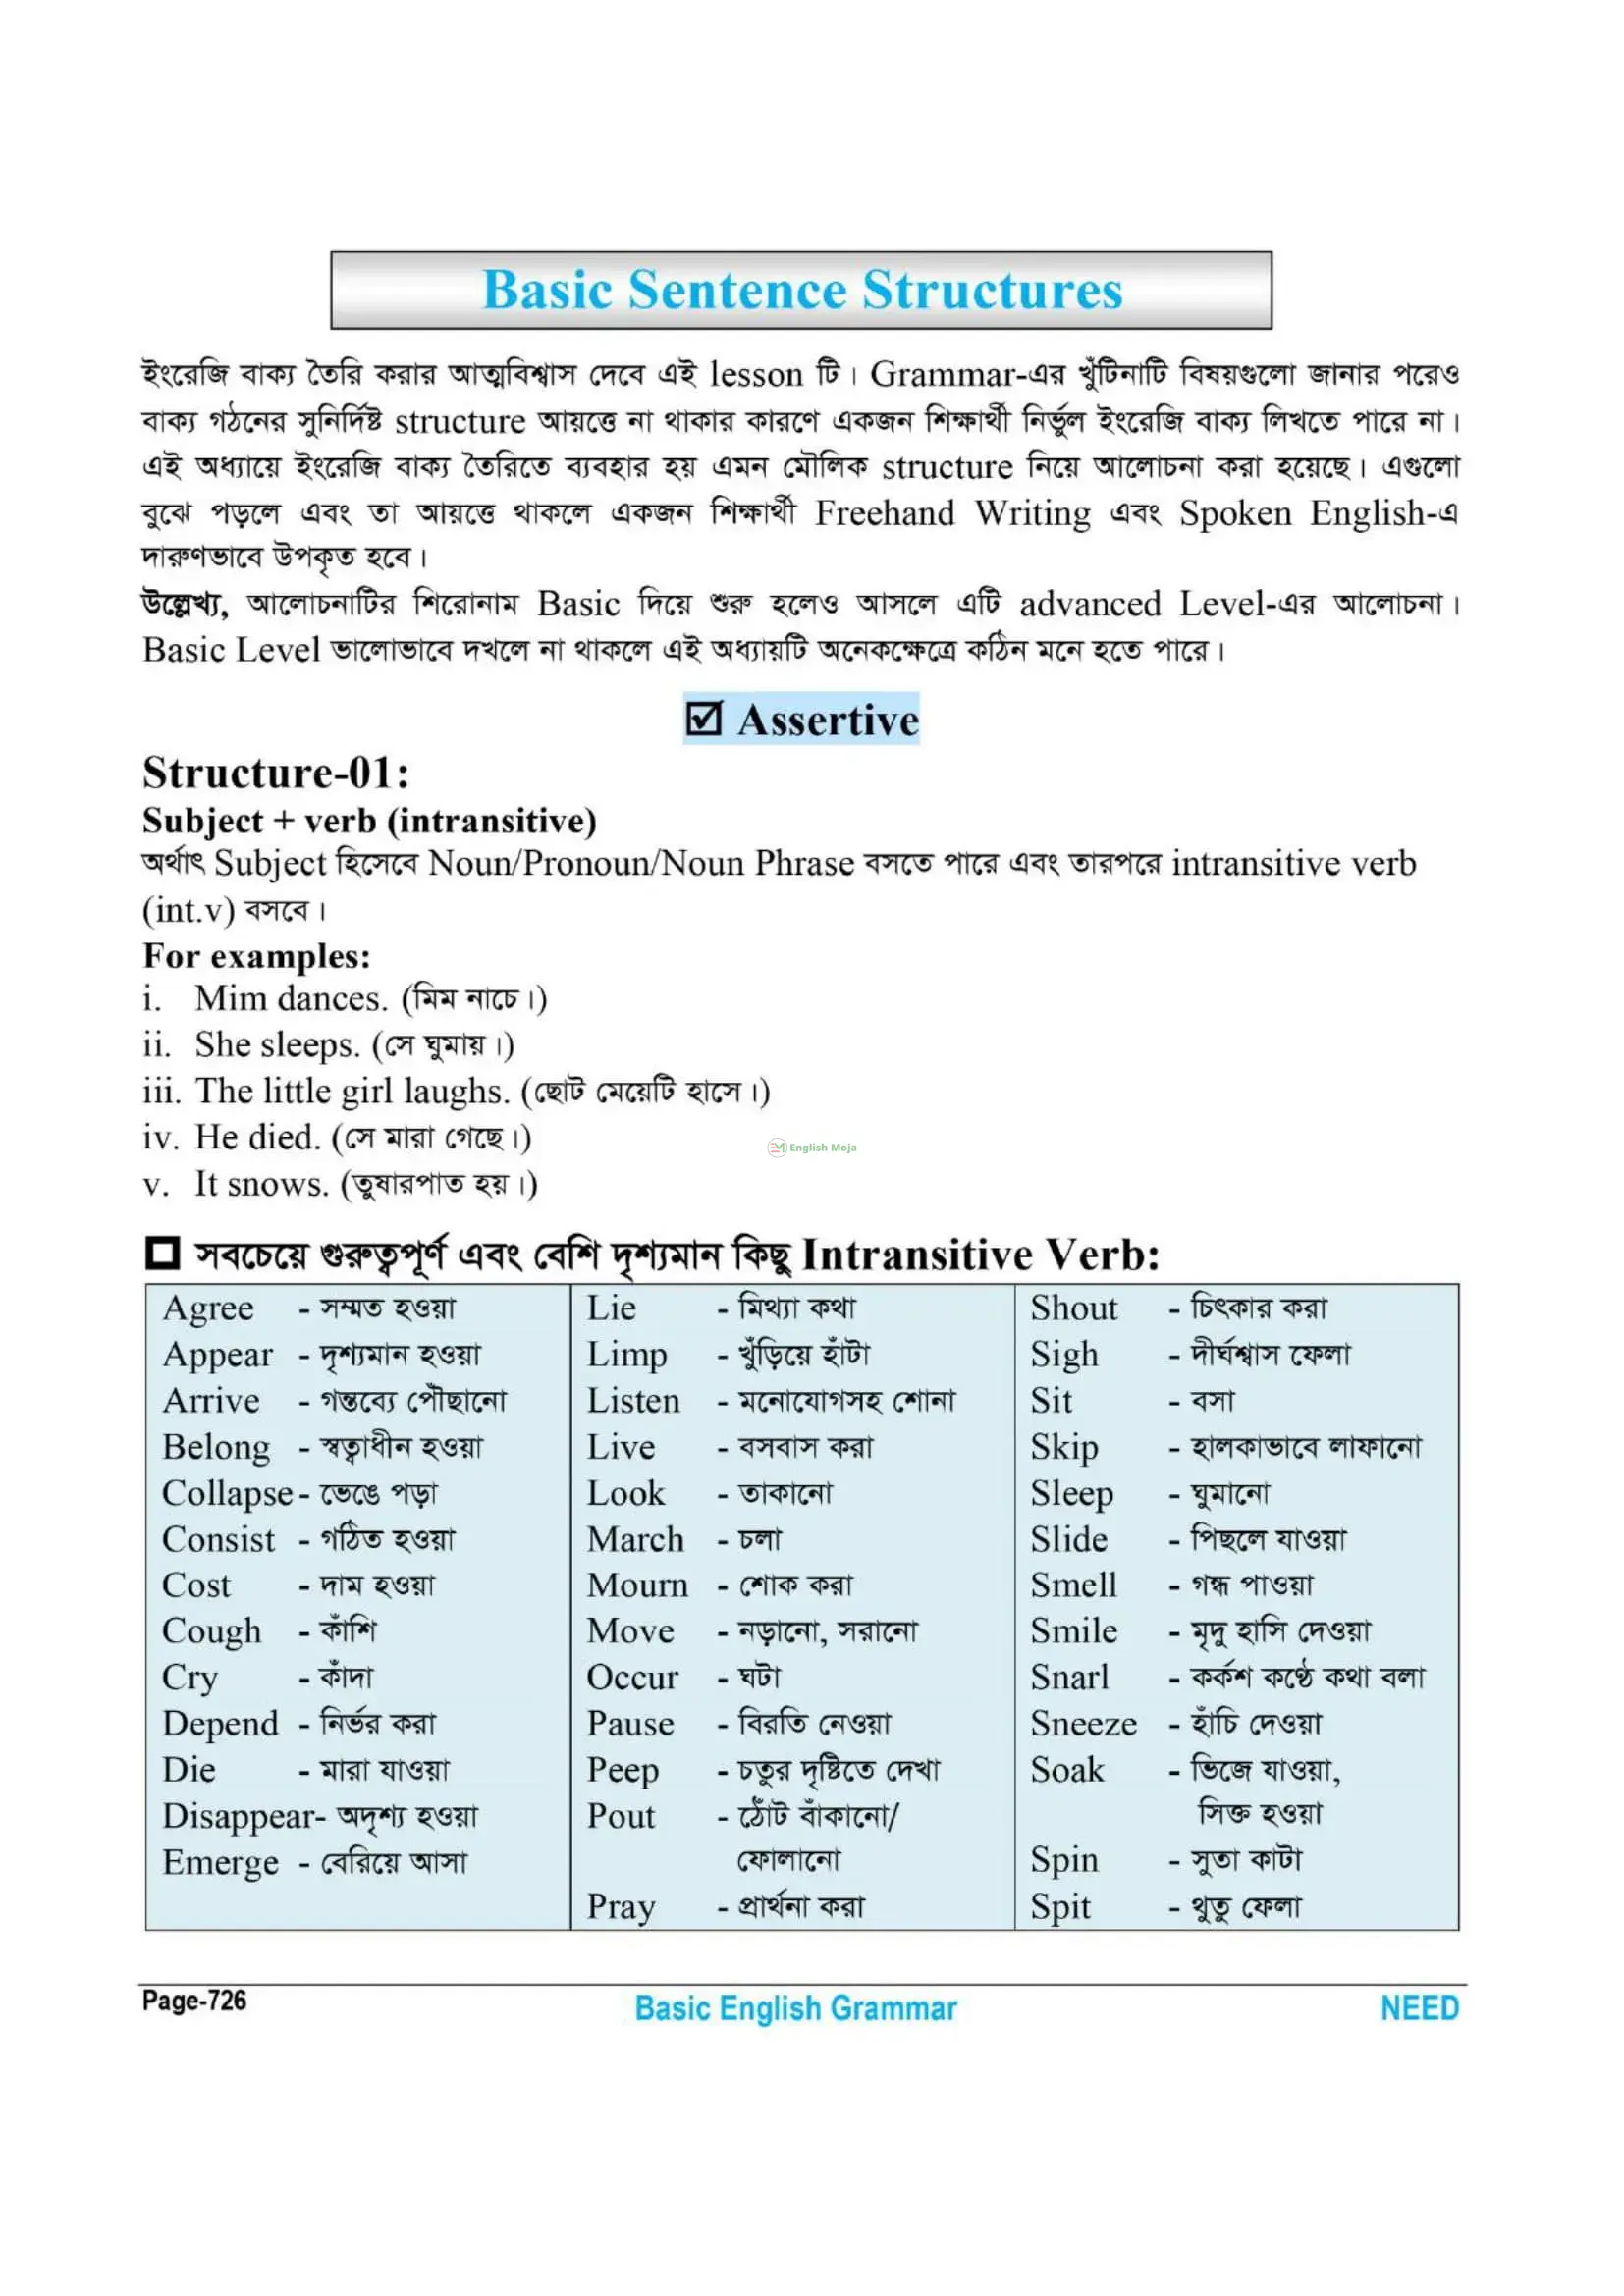 Basic Sentence Structures
ইংরেজি বাক্য তৈরি করার আত্মবিশ্বাস দেবে এই lesson টি। Grammar-এর খুঁটিনাটি বিষয়গুলো জানার পরেও
বাক্য গঠনের সুনির্দিষ্ট structure আয়ত্তে না থাকার কারণে একজন শিক্ষার্থী নির্ভুল ইংরেজি বাক্য লিখতে পারে না।
এই অধ্যায়ে ইংরেজি বাক্য তৈরিতে ব্যবহার হয় এমন মৌলিক structure নিয়ে আলোচনা করা হয়েছে। এগুলো
বুঝে পড়লে এবং তা আয়ত্তে থাকলে একজন শিক্ষার্থী Freehand Writing এবং Spoken English-এ
দারুণভাবে উপকৃত হবে।
উল্লেখ্য, আলোচনাটির শিরোনাম Basic দিয়ে শুরু হলেও আসলে এটি advanced Level-এর আলোচনা।
Basic Level ভালোভাবে দখলে না থাকলে এই অধ্যায়টি অনেকক্ষেত্রে কঠিন মনে হতে পারে।
☑ Assertive
Structure-01:
Subject + verb (intransitive)
অর্থাৎ Subject হিসেবে Noun/Pronoun/Noun Phrase বসতে পারে এবং তারপরে intransitive verb
(int.v) বসবে।
For examples:
i. Mim dances. (মিম নাচে।)
ii. She sleeps. (সে ঘুমায়।)
iii. The little girl laughs. (ছোট মেয়েটি হাসে।)
iv. He died. (সে মারা গেছে।)
English Moja
v. It snows. (তুষারপাত হয়।)
❑ সবচেয়ে গুরুত্বপূর্ণ এবং বেশি দৃশ্যমান কিছু Intransitive Verb:
Agree - সম্মত হওয়া
Appear - দৃশ্যমান হওয়া
Arrive - গন্তব্যে পৌঁছানো
Belong - স্বত্বাধীন হওয়া
Collapse - ভেঙে পড়া
Consist - গঠিত হওয়া
Cost - দাম হওয়া
Cough - কাঁশি
Cry - কাঁদা
Depend - নির্ভর করা
Die - মারা যাওয়া
Disappear- অদৃশ্য হওয়া
Emerge - বেরিয়ে আসা
Lie - মিথ্যা কথা
Limp - খুঁড়িয়ে হাঁটা
Listen - মনোযোগসহ শোনা
Live - বসবাস করা
Look - তাকানো
March - চলা
Mourn - শোক করা
Move - নড়ানো, সরানো
Occur - ঘটা
Pause - বিরতি নেওয়া
Peep - চতুর দৃষ্টিতে দেখা
Pout - ঠোঁট বাঁকানো/
ফোলানো
Pray - প্রার্থনা করা
Shout - চিৎকার করা
Sigh - দীর্ঘশ্বাস ফেলা
Sit - বসা
Skip - হালকাভাবে লাফানো
Sleep - ঘুমানো
Slide - পিছলে যাওয়া
Smell - গন্ধ পাওয়া
Smile - মৃদু হাসি দেওয়া
Snarl - কর্কশ কণ্ঠে কথা বলা
Sneeze - হাঁচি দেওয়া
Soak - ভিজে যাওয়া,
সিক্ত হওয়া
Spin - সুতা কাটা
Spit - থুতু ফেলা
Page-726
Basic English Grammar
NEED